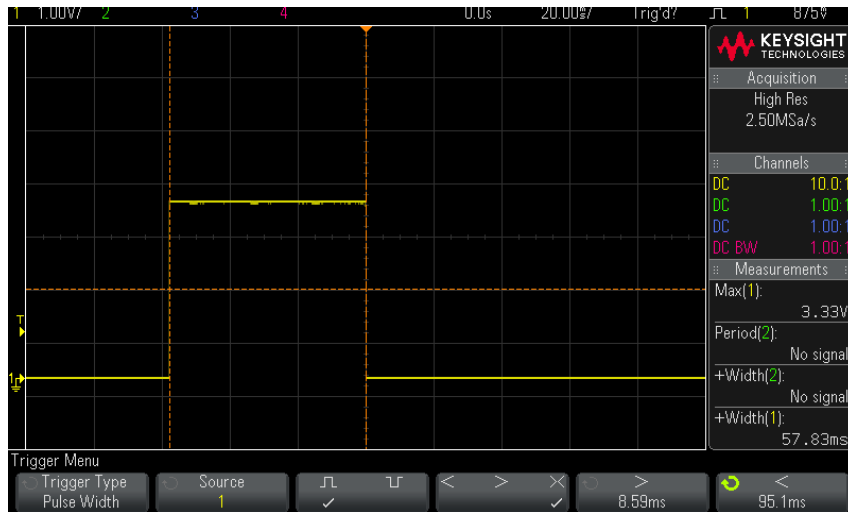 1 1.00V/ 2 3 4 0.0s 20.00ms/ Trig'd? 1 875mV
KEYSIGHT
TECHNOLOGIES
Acquisition
High Res
2.50MSa/s
Channels
DC 10.0:1
DC 1.00:1
DC 1.00:1
DC BW 1.00:1
Measurements
Max(1):
3.33V
Period(2):
No signal
+Width(2):
No signal
+Width(1):
57.83ms
T
1
Trigger Menu
Trigger Type Source < > >< > <
Pulse Width 1 8.59ms 95.1ms